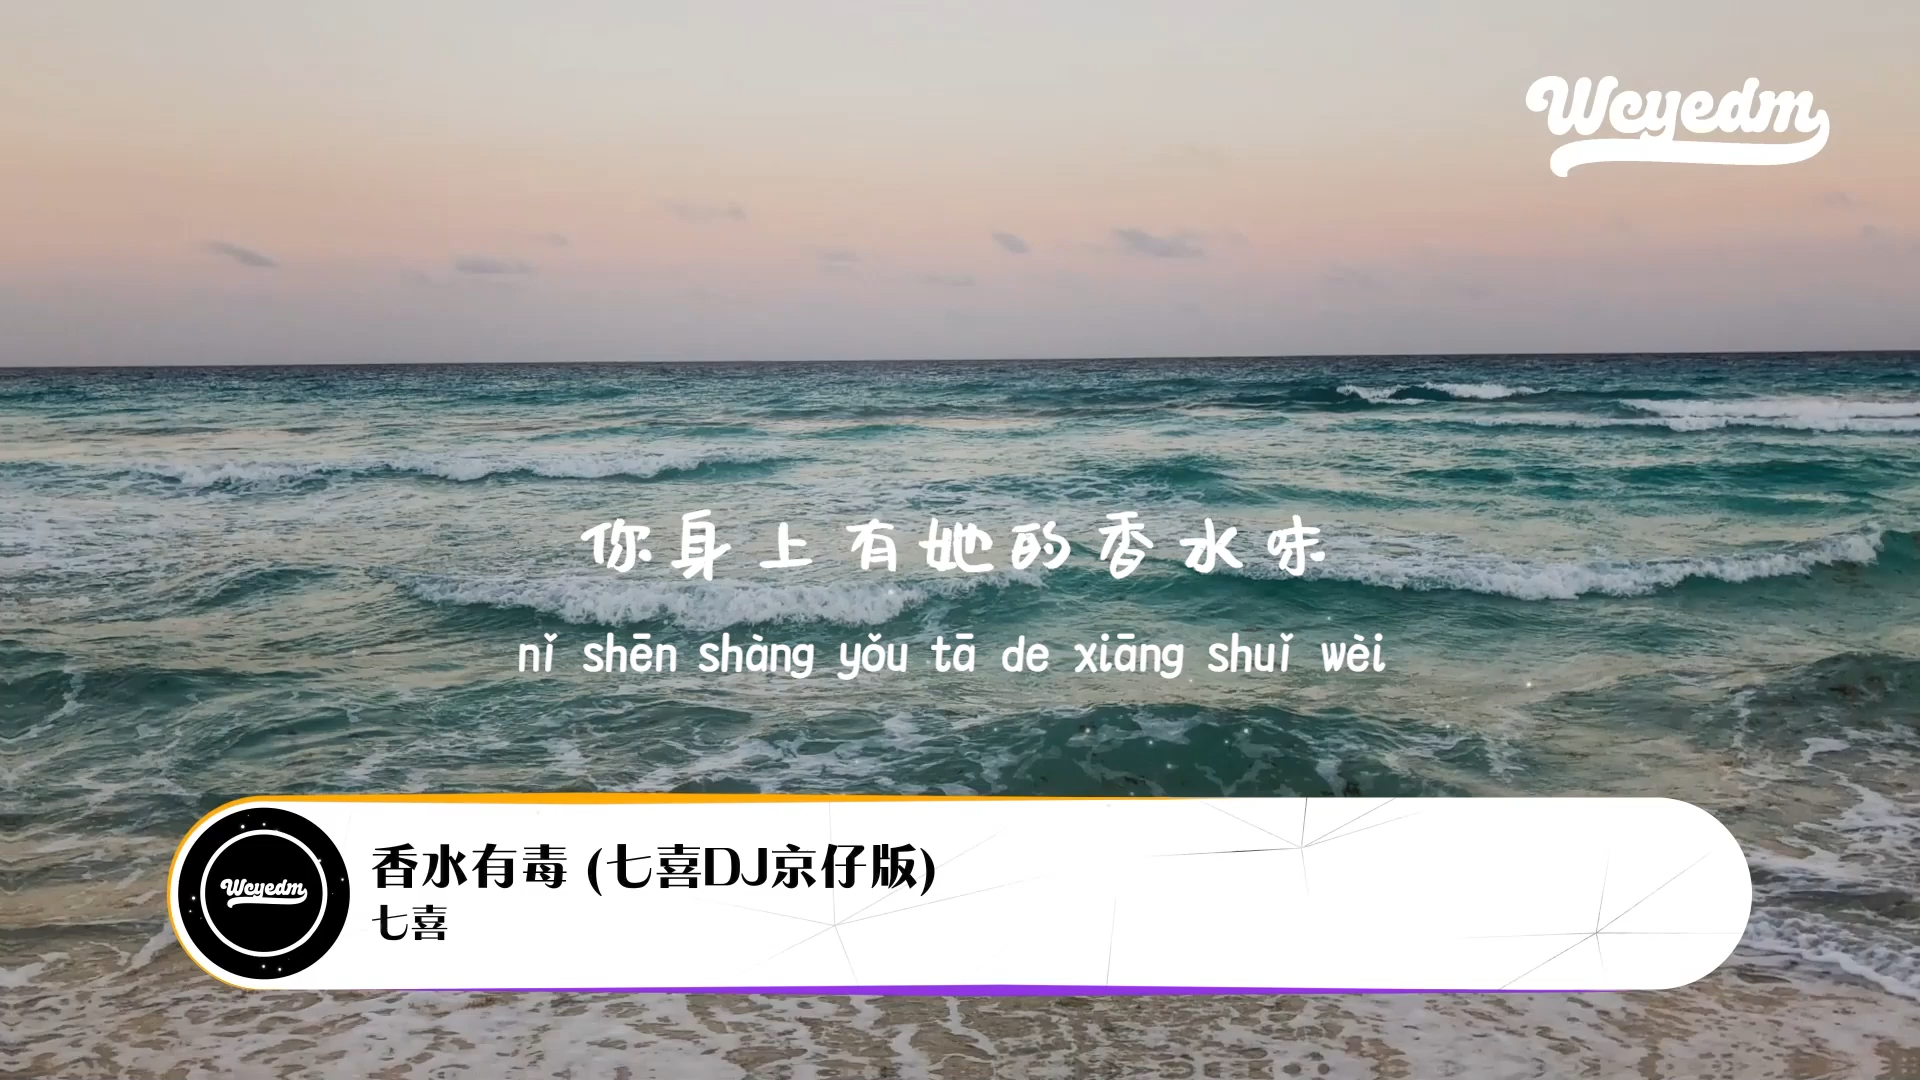 Wcyedm
你身上有她的香水味
nǐ shēn shàng yǒu tā de xiāng shuǐ wèi
Wcyedm
香水有毒 (七喜DJ京仔版)
七喜